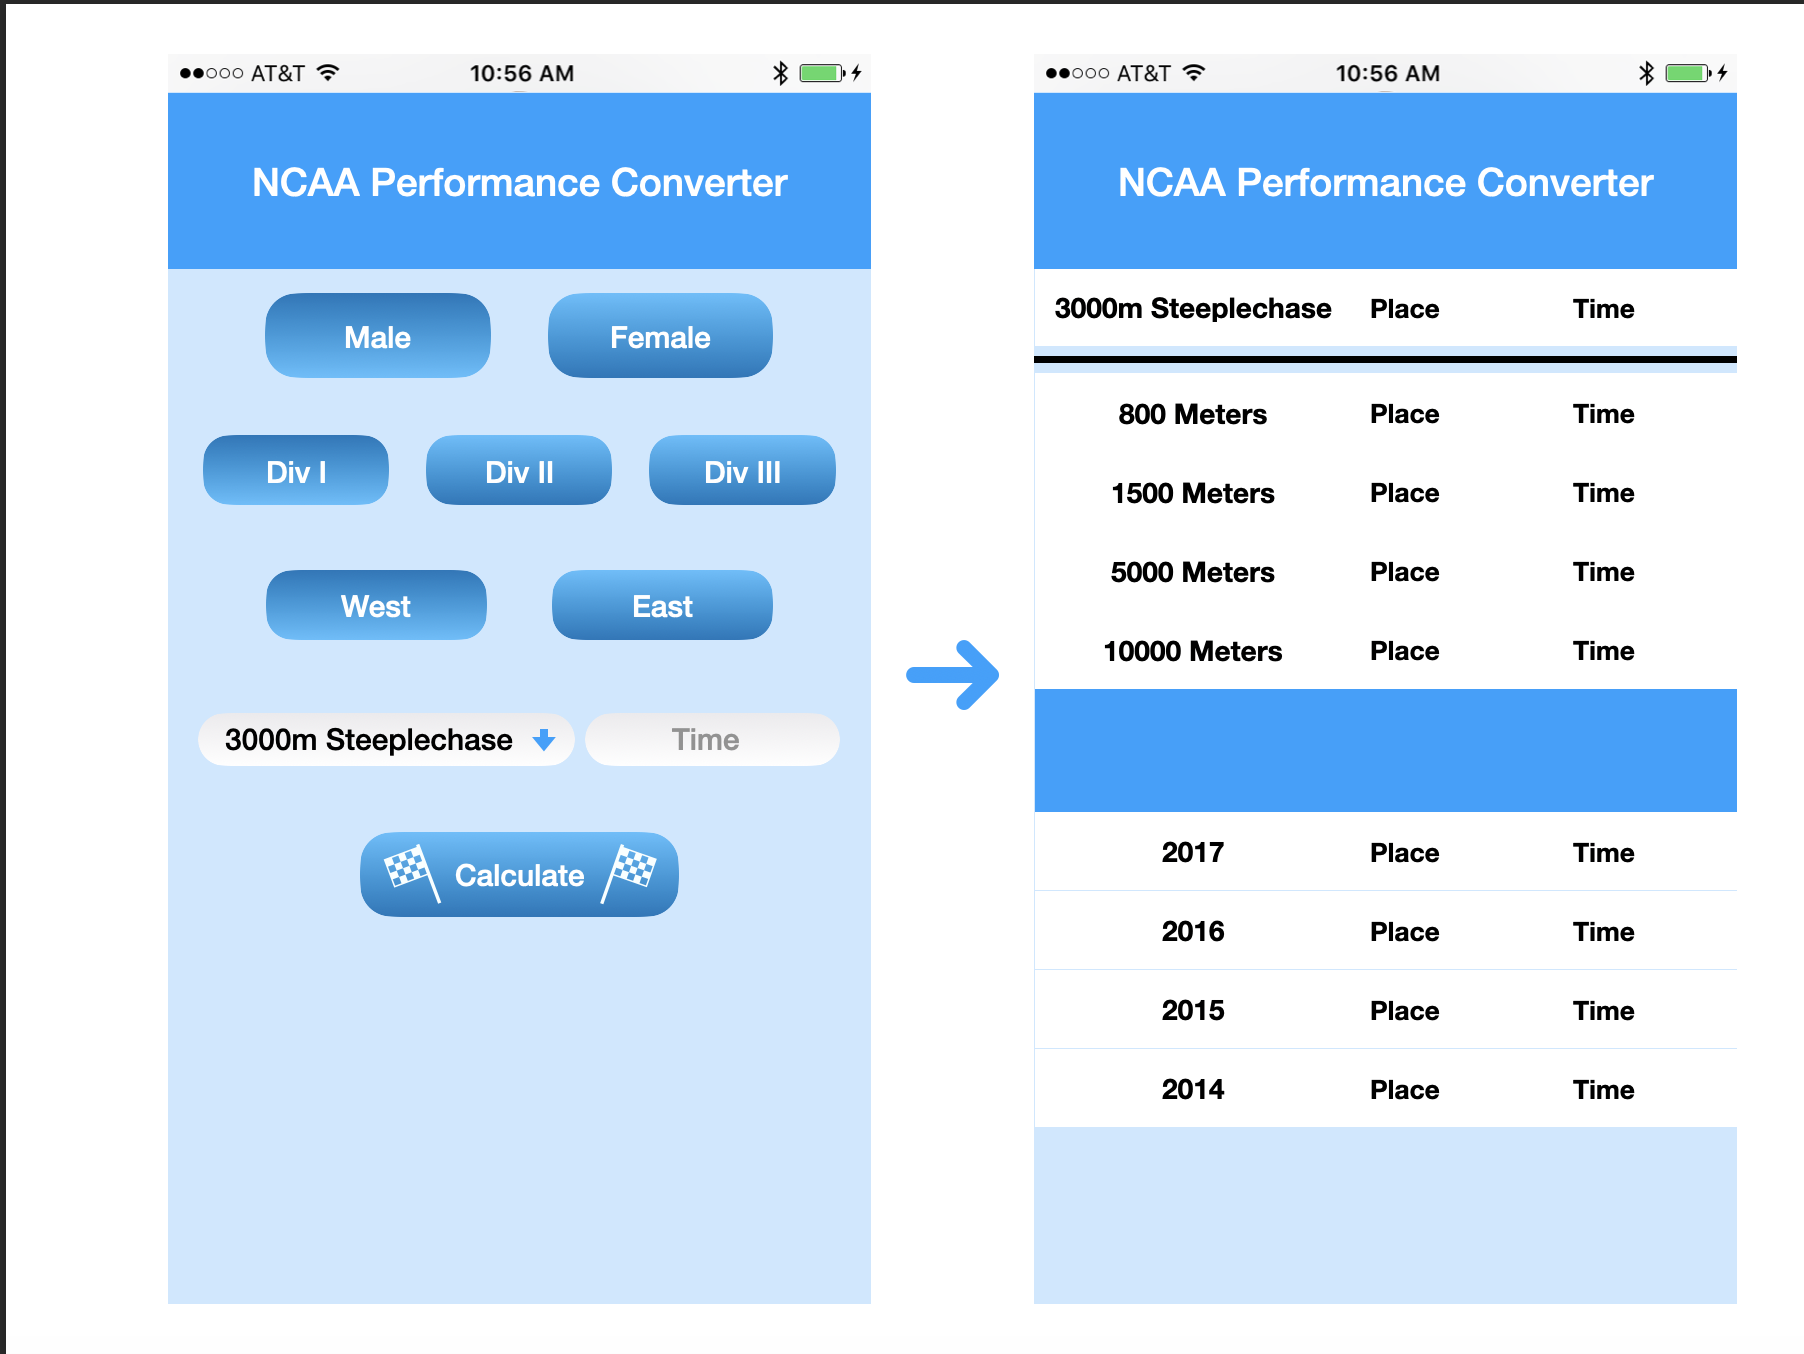 AT&T 10:56 AM
NCAA Performance Converter
Male Female
Div I Div II Div III
West East
3000m Steeplechase Time
Calculate
AT&T 10:56 AM
NCAA Performance Converter
3000m Steeplechase Place Time
800 Meters Place Time
1500 Meters Place Time
5000 Meters Place Time
10000 Meters Place Time
2017 Place Time
2016 Place Time
2015 Place Time
2014 Place Time